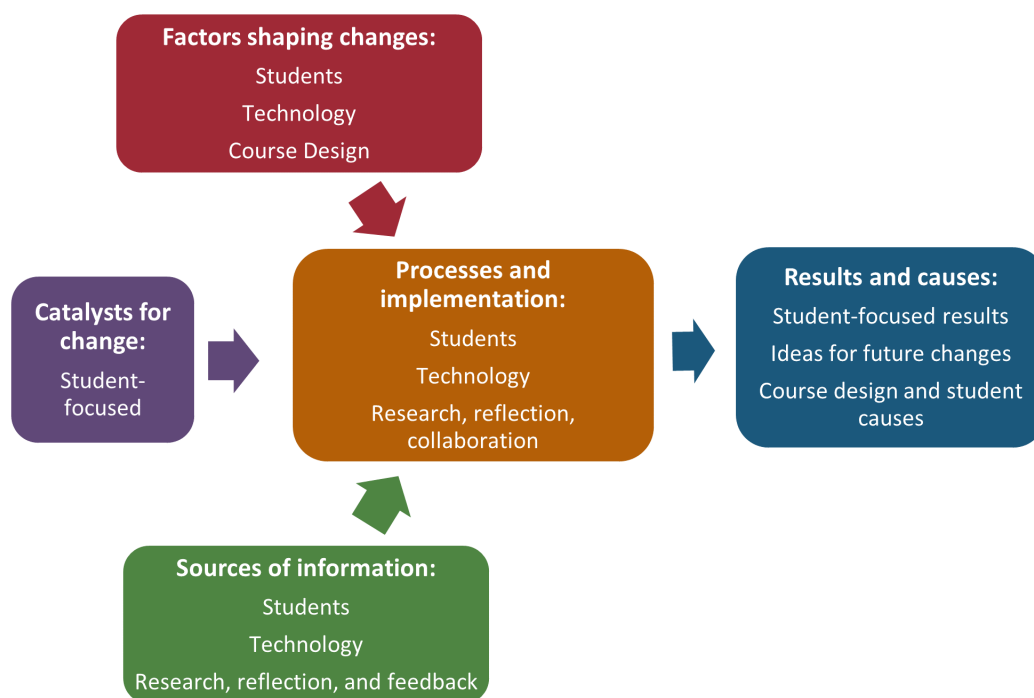 Factors shaping changes:
Students
Technology
Course Design
Catalysts for
change:
Student-
focused
Processes and
implementation:
Students
Technology
Research, reflection,
collaboration
Results and causes:
Student-focused results
Ideas for future changes
Course design and student
causes
Sources of information:
Students
Technology
Research, reflection, and feedback